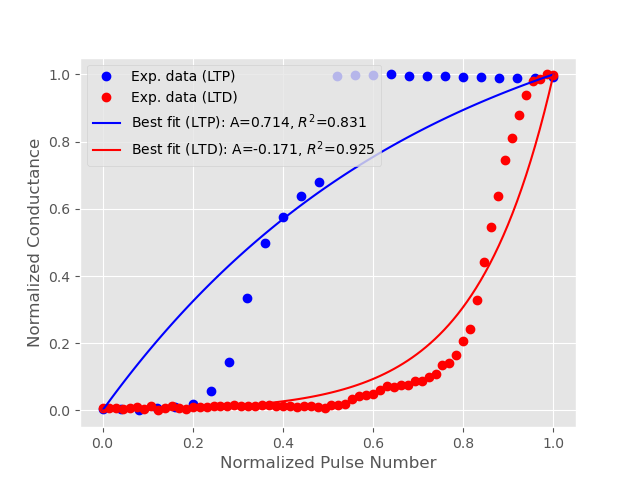 Exp. data (LTP)
Exp. data (LTD)
Best fit (LTP): A=0.714, R²=0.831
Best fit (LTD): A=-0.171, R²=0.925
1.0
0.8
0.6
0.4
0.2
0.0
Normalized Conductance
0.0 0.2 0.4 0.6 0.8 1.0
Normalized Pulse Number